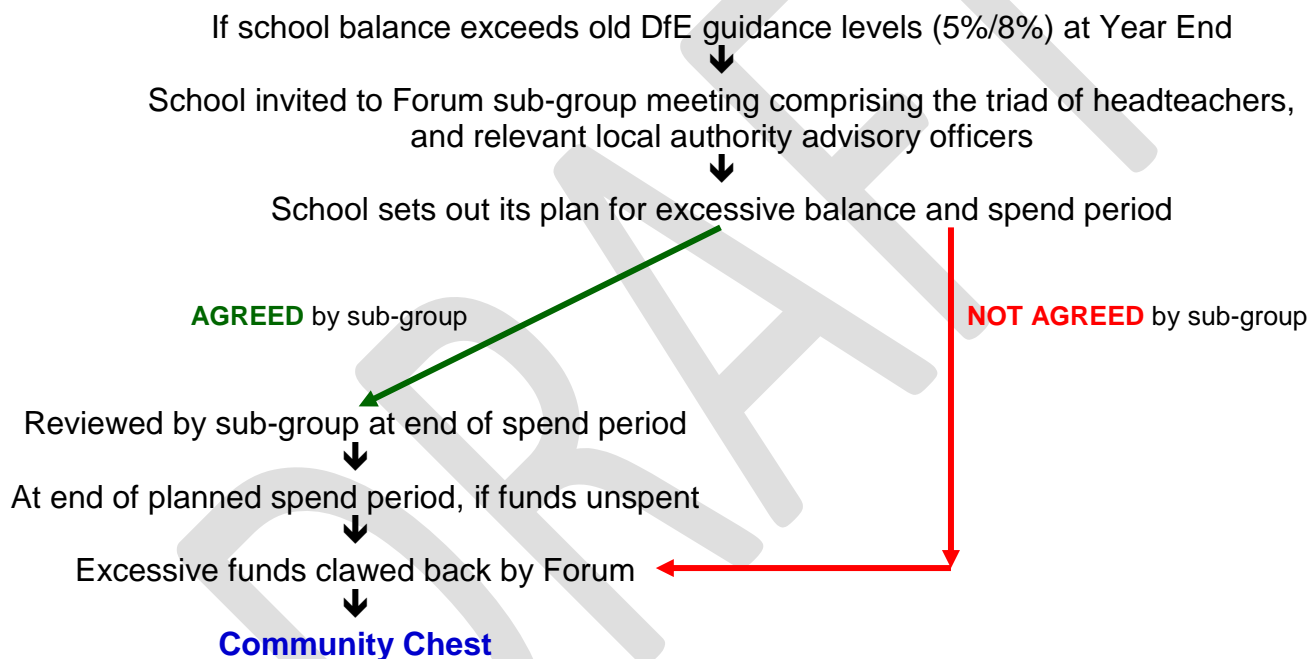 If school balance exceeds old DfE guidance levels (5%/8%) at Year End
School invited to Forum sub-group meeting comprising the triad of headteachers,
and relevant local authority advisory officers
School sets out its plan for excessive balance and spend period
AGREED by sub-group
NOT AGREED by sub-group
Reviewed by sub-group at end of spend period
At end of planned spend period, if funds unspent
Excessive funds clawed back by Forum
Community Chest
DRAFT